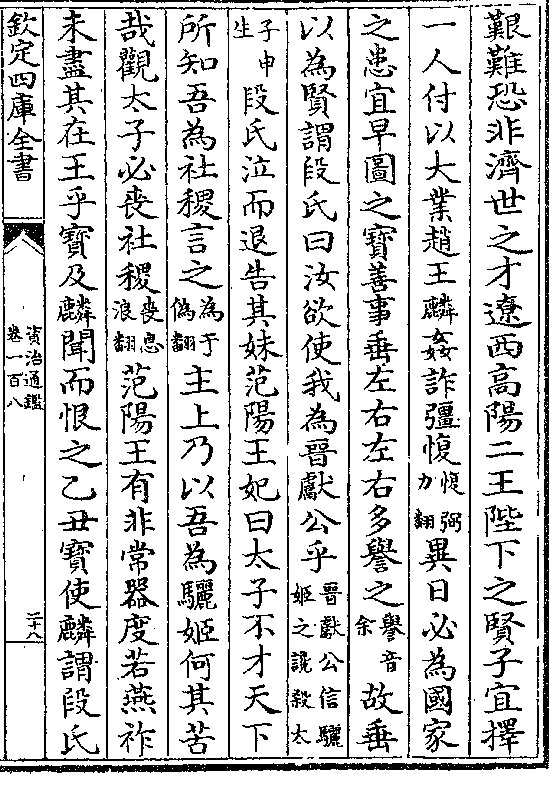 艱難恐非濟世之才遼西高陽二王陛下之賢子宜擇
一人付以大業趙王麟姦詐彊愎愎弼力翻異日必為國家
之患宜早圖之寶善事垂左右左右多譽之譽音余故垂
以為賢謂段氏曰汝欲使我為晉獻公乎晉獻公信驪姬之譖殺太
子申生段氏泣而退告其妹范陽王妃曰太子不才天下
所知吾為社稷言之為于偽翻主上乃以吾為驪姬何其苦
哉觀太子必喪社稷喪息浪翻范陽王有非常器度若燕祚
未盡其在王乎寶及麟聞而恨之乙丑寶使麟謂段氏
欽定四庫全書
資治通鑑
卷一百八
二十八